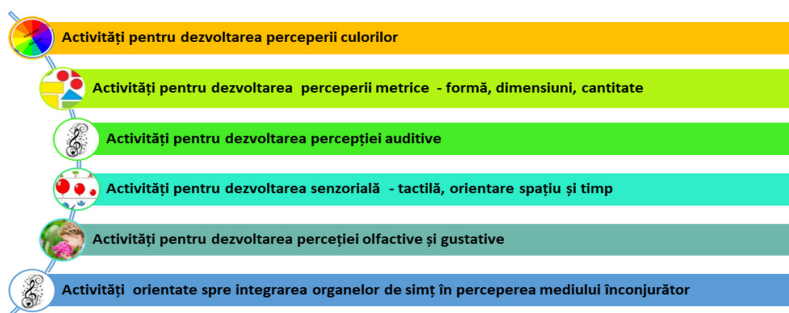 Activități pentru dezvoltarea perceperii culorilor
Activități pentru dezvoltarea perceperii metrice - formă, dimensiuni, cantitate
Activități pentru dezvoltarea percepției auditive
Activități pentru dezvoltarea senzorială - tactilă, orientare spațiu și timp
Activități pentru dezvoltarea perceției olfactive și gustative
Activități orientate spre integrarea organelor de simț în perceperea mediului înconjurător